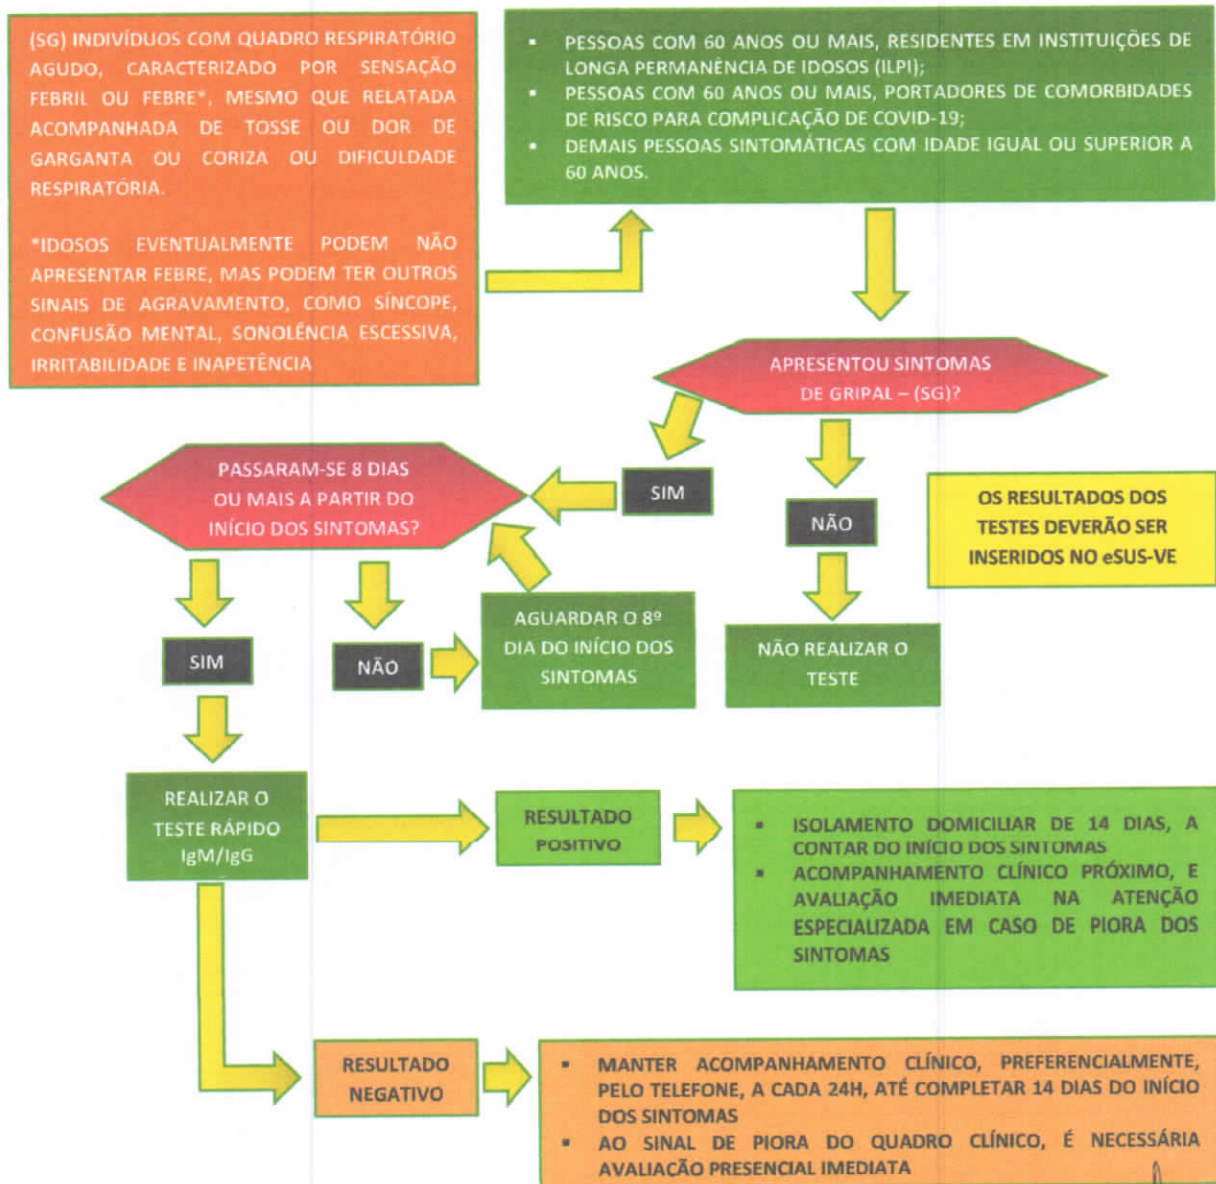 (SG) INDIVÍDUOS COM QUADRO RESPIRATÓRIO
AGUDO, CARACTERIZADO POR SENSAÇÃO
FEBRIL OU FEBRE*, MESMO QUE RELATADA
ACOMPANHADA DE TOSSE OU DOR DE
GARGANTA OU CORIZA OU DIFICULDADE
RESPIRATÓRIA.
*IDOSOS EVENTUALMENTE PODEM NÃO
APRESENTAR FEBRE, MAS PODEM TER OUTROS
SINAIS DE AGRAVAMENTO, COMO SÍNCOPE,
CONFUSÃO MENTAL, SONOLÊNCIA EXCESSIVA,
IRRITABILIDADE E INAPETÊNCIA
▪ PESSOAS COM 60 ANOS OU MAIS, RESIDENTES EM INSTITUIÇÕES DE
LONGA PERMANÊNCIA DE IDOSOS (ILPI);
▪ PESSOAS COM 60 ANOS OU MAIS, PORTADORES DE COMORBIDADES
DE RISCO PARA COMPLICAÇÃO DE COVID-19;
▪ DEMAIS PESSOAS SINTOMÁTICAS COM IDADE IGUAL OU SUPERIOR A
60 ANOS.
APRESENTOU SINTOMAS
DE GRIPAL – (SG)?
PASSARAM-SE 8 DIAS
OU MAIS A PARTIR DO
INÍCIO DOS SINTOMAS?
SIM
NÃO
OS RESULTADOS DOS
TESTES DEVERÃO SER
INSERIDOS NO eSUS-VE
SIM
NÃO
AGUARDAR O 8º
DIA DO INÍCIO DOS
SINTOMAS
NÃO REALIZAR O
TESTE
REALIZAR O
TESTE RÁPIDO
IgM/IgG
RESULTADO
POSITIVO
▪ ISOLAMENTO DOMICILIAR DE 14 DIAS, A
CONTAR DO INÍCIO DOS SINTOMAS
▪ ACOMPANHAMENTO CLÍNICO PRÓXIMO, E
AVALIAÇÃO IMEDIATA NA ATENÇÃO
ESPECIALIZADA EM CASO DE PIORA DOS
SINTOMAS
RESULTADO
NEGATIVO
▪ MANTER ACOMPANHAMENTO CLÍNICO, PREFERENCIALMENTE,
PELO TELEFONE, A CADA 24H, ATÉ COMPLETAR 14 DIAS DO INÍCIO
DOS SINTOMAS
▪ AO SINAL DE PIORA DO QUADRO CLÍNICO, É NECESSÁRIA
AVALIAÇÃO PRESENCIAL IMEDIATA